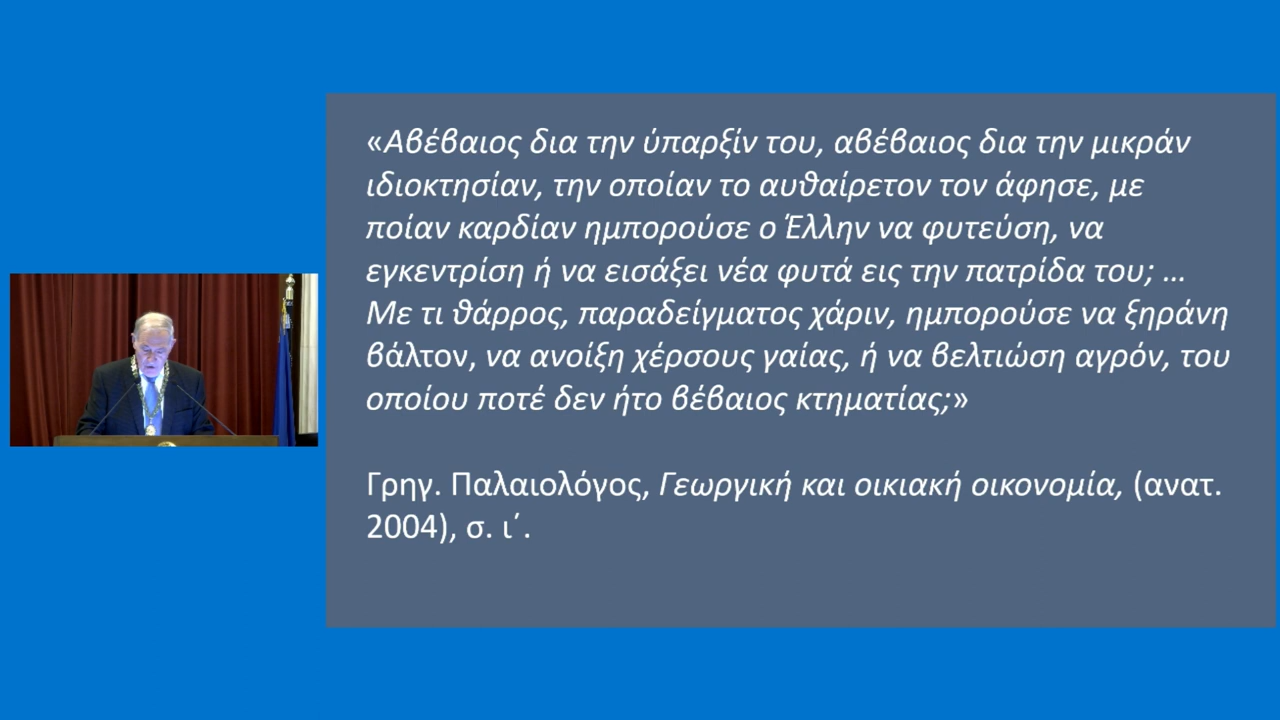 «Αβέβαιος δια την ύπαρξίν του, αβέβαιος δια την μικράν
ιδιοκτησίαν, την οποίαν το αυθαίρετον τον άφησε, με
ποίαν καρδίαν ημπορούσε ο Έλλην να φυτεύση, να
εγκεντρίση ή να εισάξει νέα φυτά εις την πατρίδα του; …
Με τι θάρρος, παραδείγματος χάριν, ημπορούσε να ξηράνη
βάλτον, να ανοίξη χέρσους γαίας, ή να βελτιώση αγρόν, του
οποίου ποτέ δεν ήτο βέβαιος κτηματίας;»
Γρηγ. Παλαιολόγος, Γεωργική και οικιακή οικονομία, (ανατ.
2004), σ. ι΄.